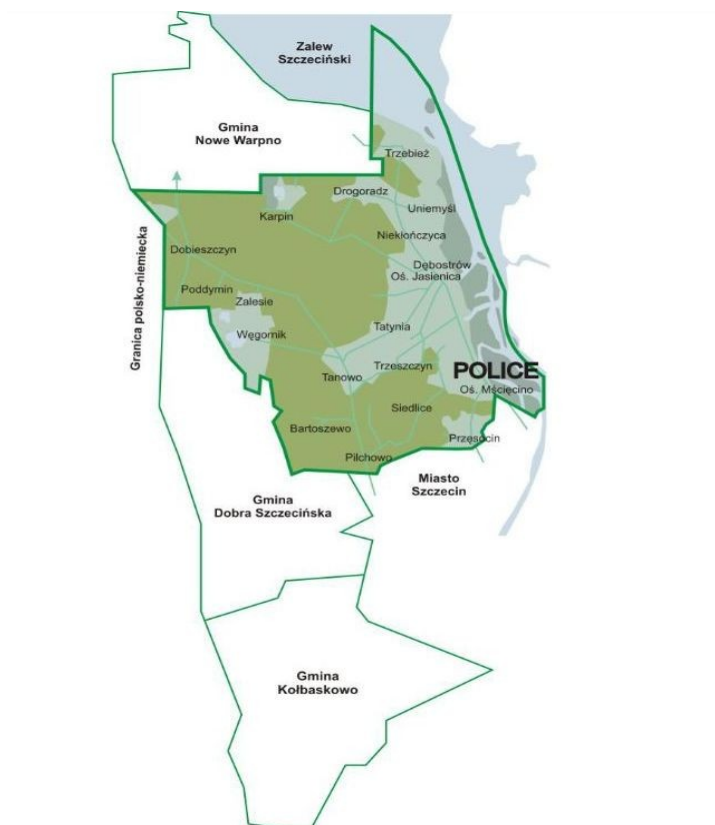 Zalew
Szczeciński
Gmina
Nowe Warpno
Trzebież
Drogoradz
Karpin
Uniemyśl
Niekłończyca
Dobieszczyn
Dębostrów
Oś. Jasienica
Poddymin
Zalesie
Granica polsko-niemiecka
Węgornik
Tatynia
Trzeszczyn
Tanowo
POLICE
Oś. Mścięcino
Siedlice
Bartoszewo
Przęsocin
Pilchowo
Miasto
Szczecin
Gmina
Dobra Szczecińska
Gmina
Kołbaskowo